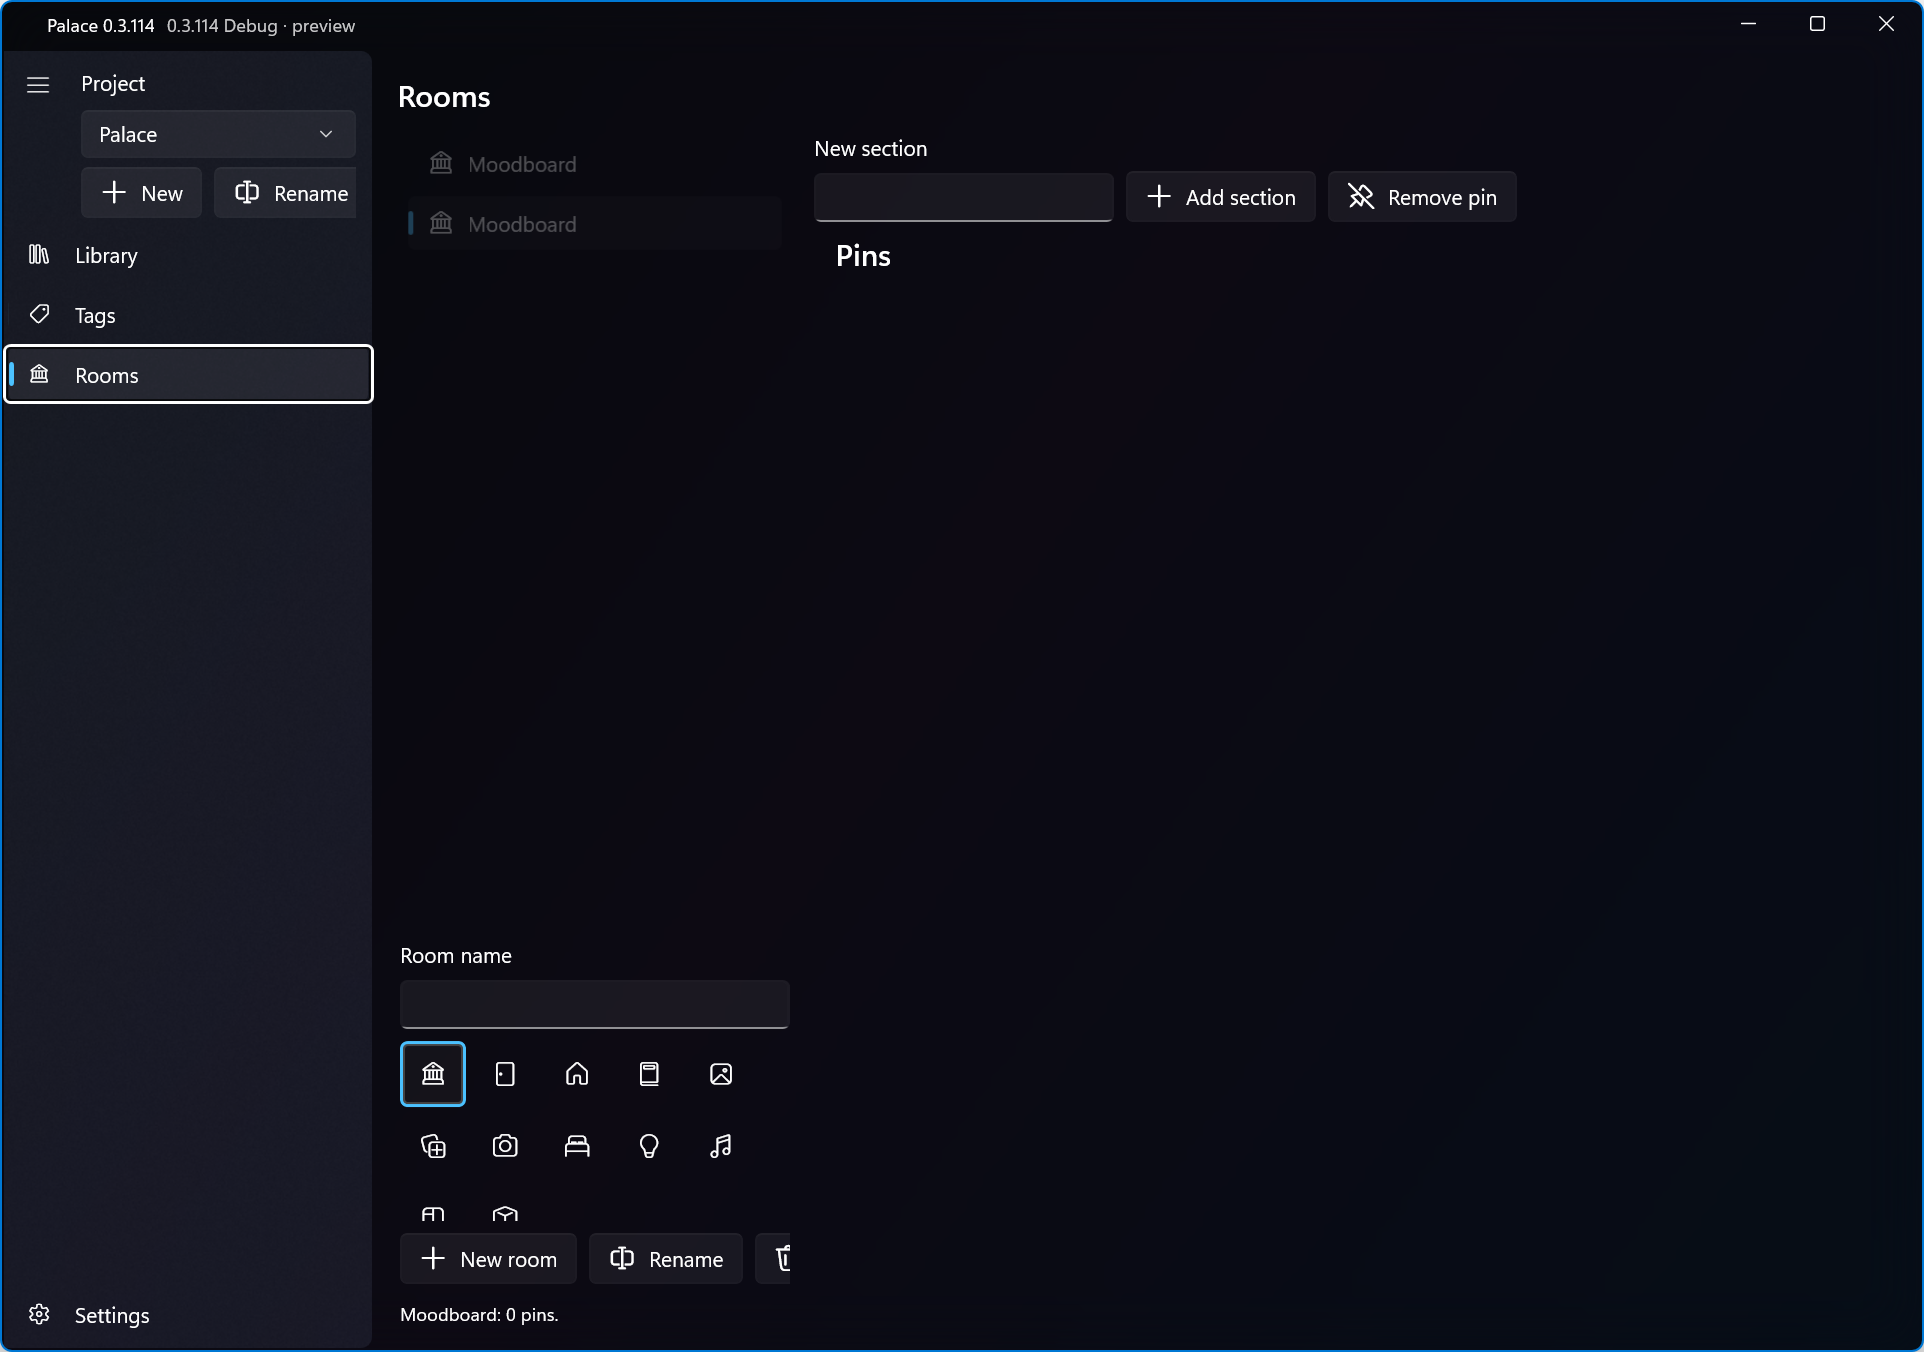 Palace 0.3.114 0.3.114 Debug · preview
Project
Palace
New
Rename
Library
Tags
Rooms
Settings
Rooms
Moodboard
Moodboard
New section
Add section
Remove pin
Pins
Room name
New room
Rename
Moodboard: 0 pins.